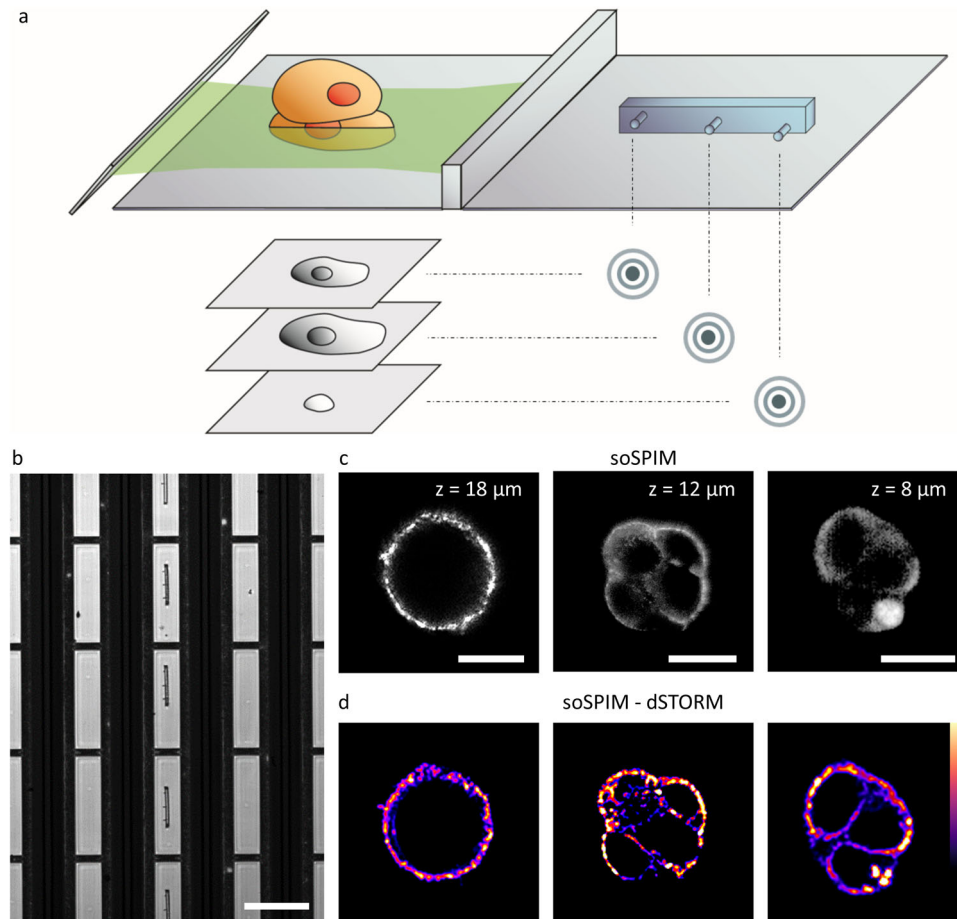 a
b
c
soSPIM
z = 18 µm
z = 12 µm
z = 8 µm
d
soSPIM - dSTORM